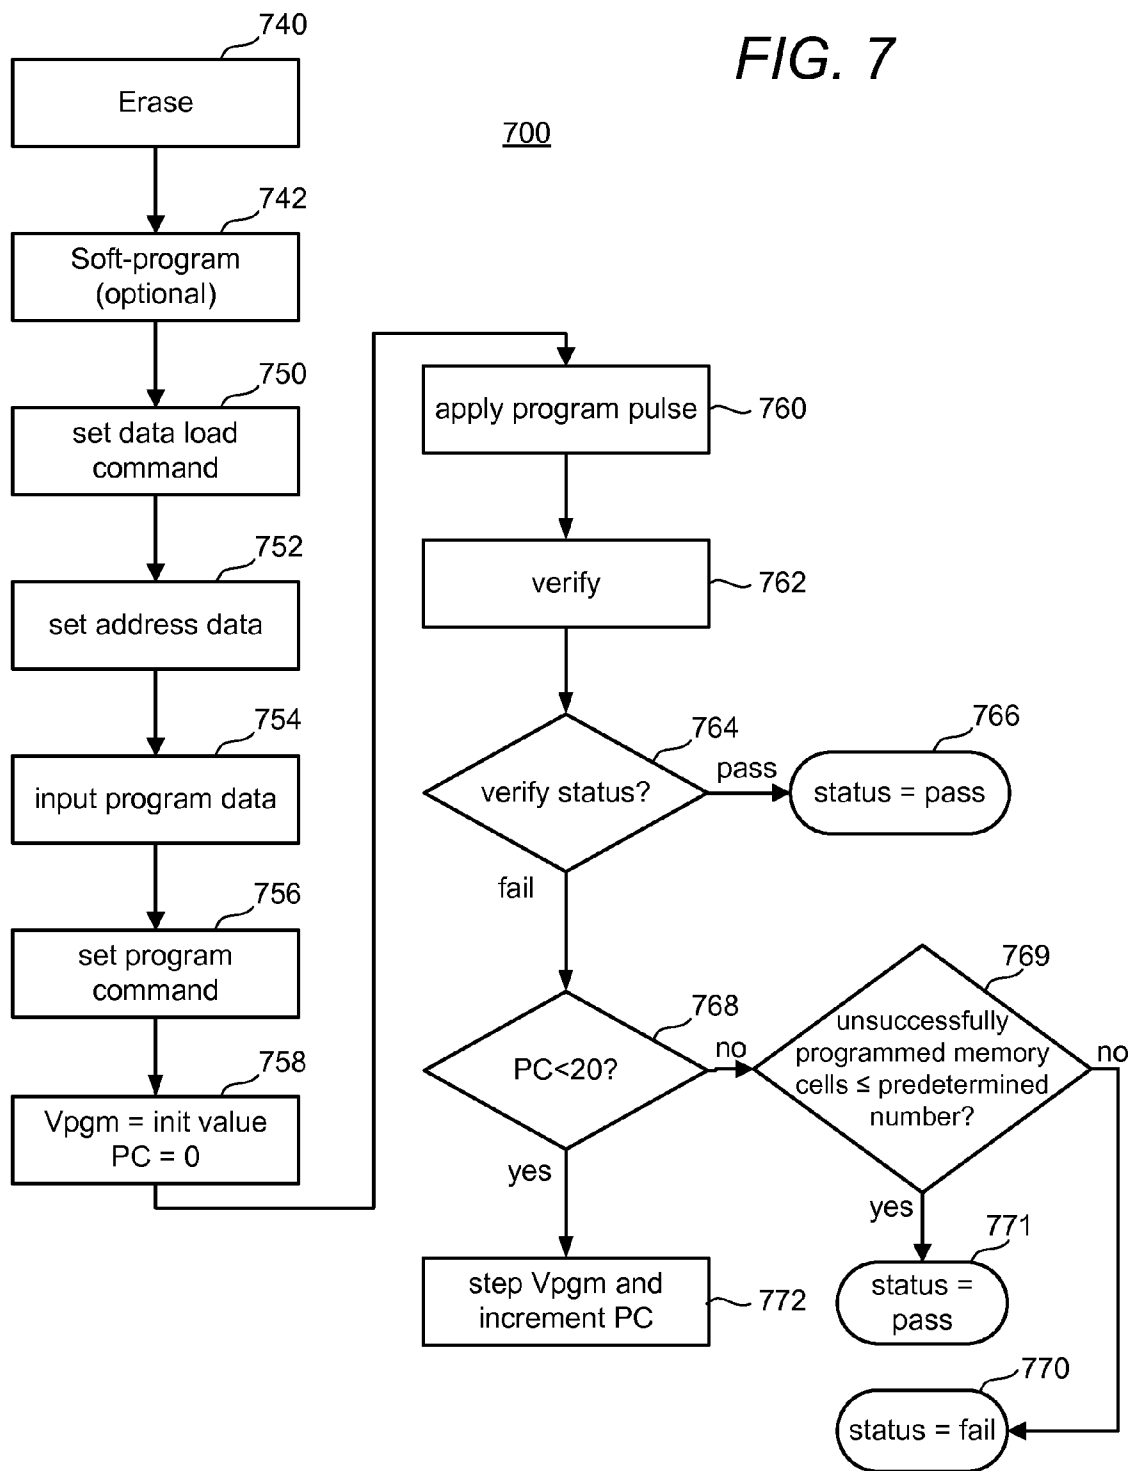 FIG. 7
700
740
Erase
742
Soft-program
(optional)
750
set data load
command
752
set address data
754
input program data
756
set program
command
758
Vpgm = init value
PC = 0
apply program pulse
760
verify
762
764
verify status?
pass
766
status = pass
fail
768
PC<20?
no
769
unsuccessfully
programmed memory
cells ≤ predetermined
number?
no
yes
yes
771
status =
pass
step Vpgm and
increment PC
772
770
status = fail